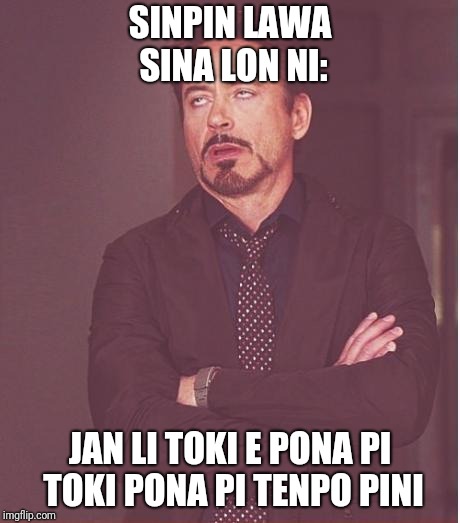 SINPIN LAWA
SINA LON NI:
JAN LI TOKI E PONA PI
TOKI PONA PI TENPO PINI
imgflip.com